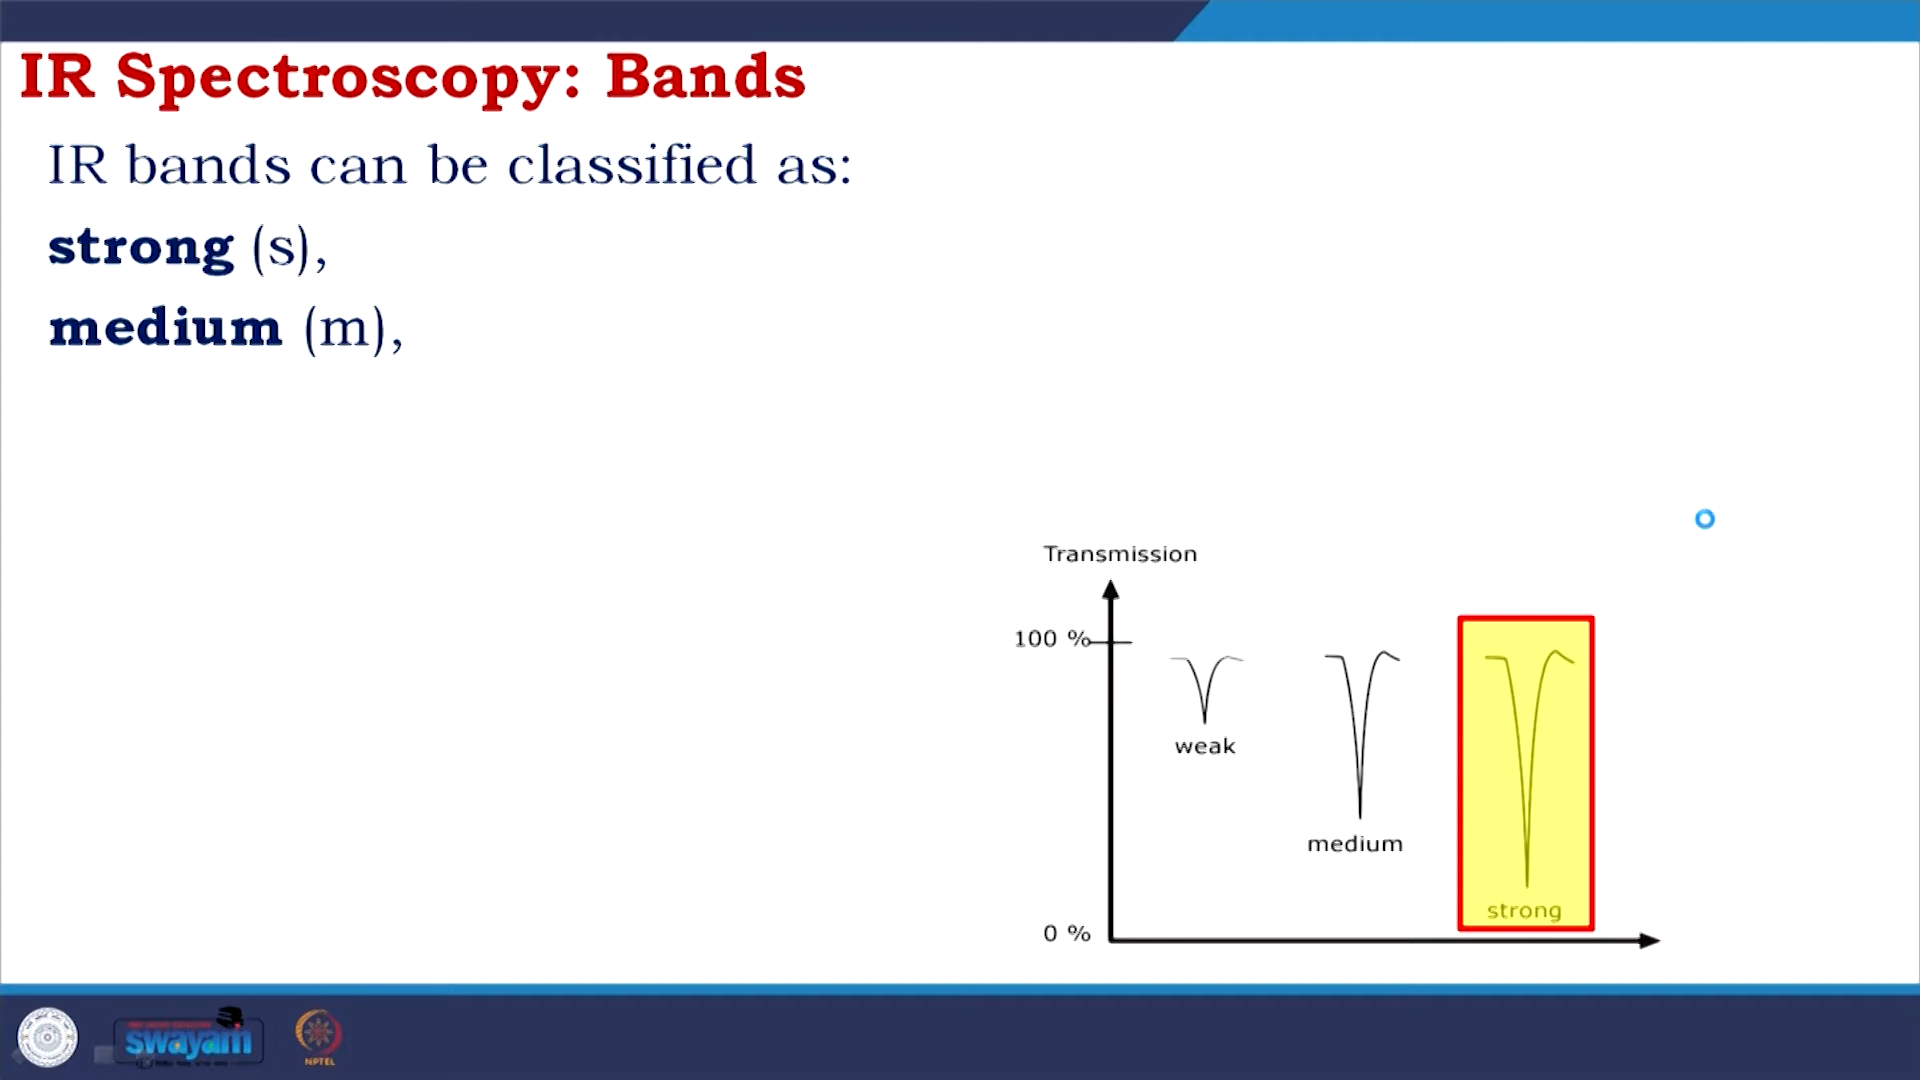 IR Spectroscopy: Bands
IR bands can be classified as:
strong (s),
medium (m),
Transmission
100 %
weak
medium
strong
0 %
swayam
NPTEL